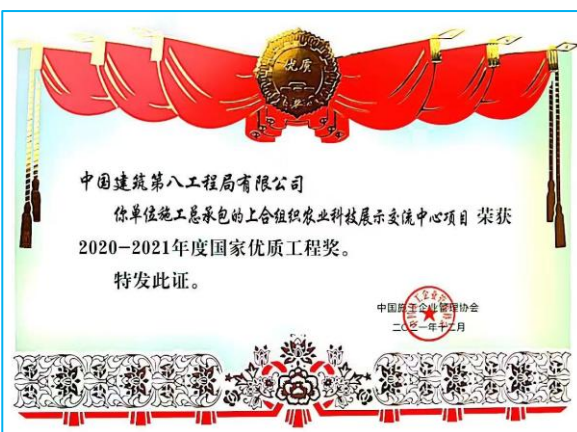 优质
中国建筑第八工程局有限公司
你单位施工总承包的上合组织农业科技展示交流中心项目 荣获
2020-2021年度国家优质工程奖。
特发此证。
中国施工企业管理协会
二〇二一年十二月